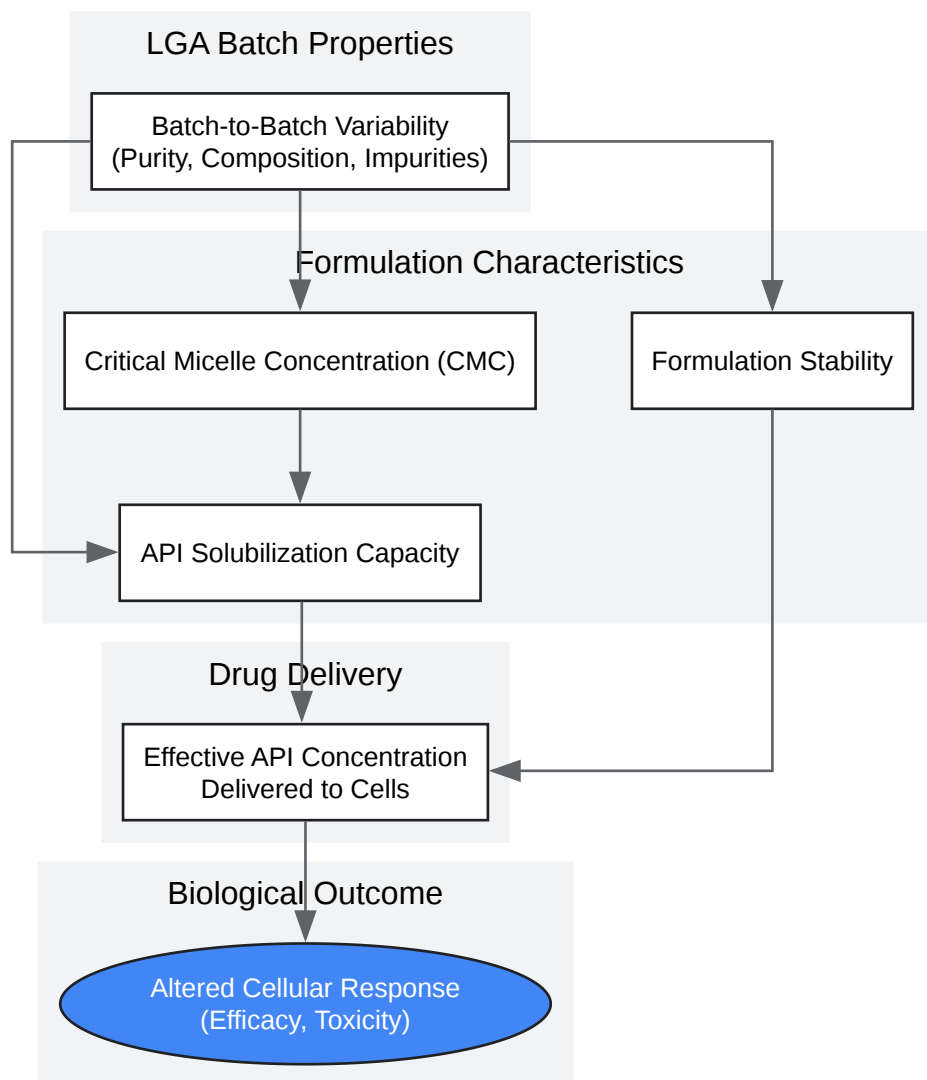 LGA Batch Properties
Batch-to-Batch Variability
(Purity, Composition, Impurities)
Formulation Characteristics
Critical Micelle Concentration (CMC)
Formulation Stability
API Solubilization Capacity
Drug Delivery
Effective API Concentration
Delivered to Cells
Biological Outcome
Altered Cellular Response
(Efficacy, Toxicity)